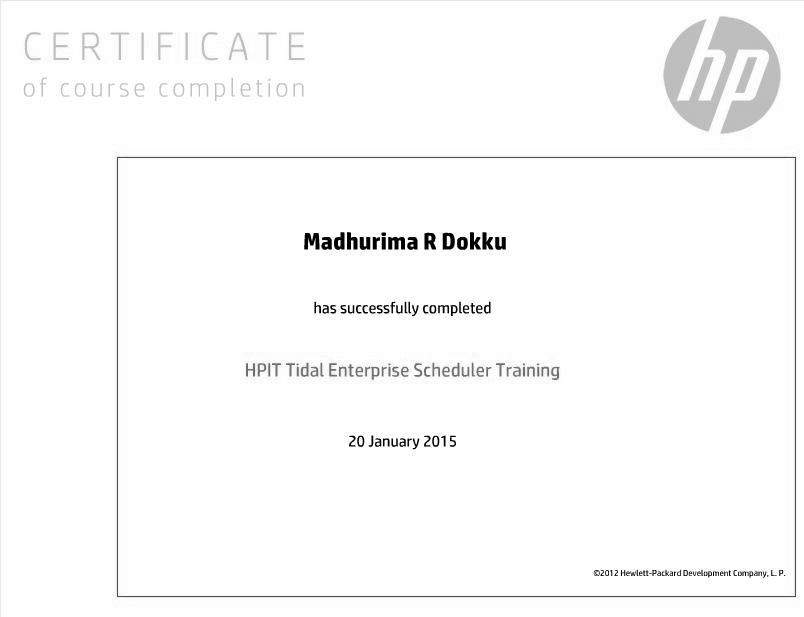 CERTIFICATE
of course completion
hp
Madhurima R Dokku
has successfully completed
HPIT Tidal Enterprise Scheduler Training
20 January 2015
©2012 Hewlett-Packard Development Company, L. P.